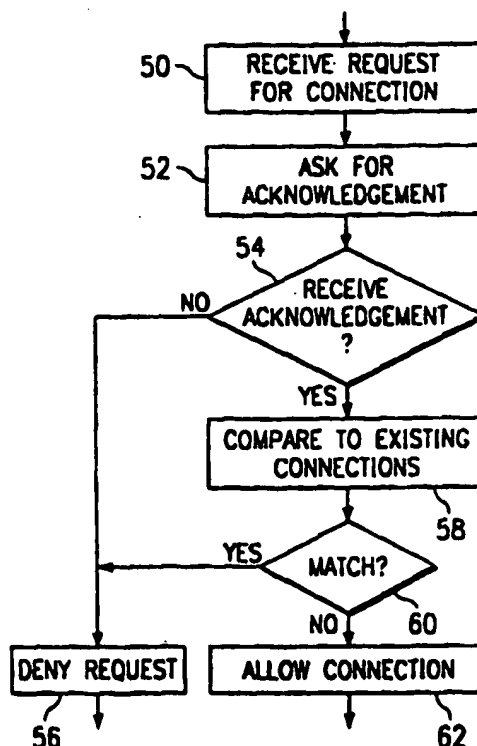 50
RECEIVE REQUEST
FOR CONNECTION
52
ASK FOR
ACKNOWLEDGEMENT
54
NO
RECEIVE
ACKNOWLEDGEMENT
?
YES
COMPARE TO EXISTING
CONNECTIONS
58
YES
MATCH?
NO
60
DENY REQUEST
ALLOW CONNECTION
56
62